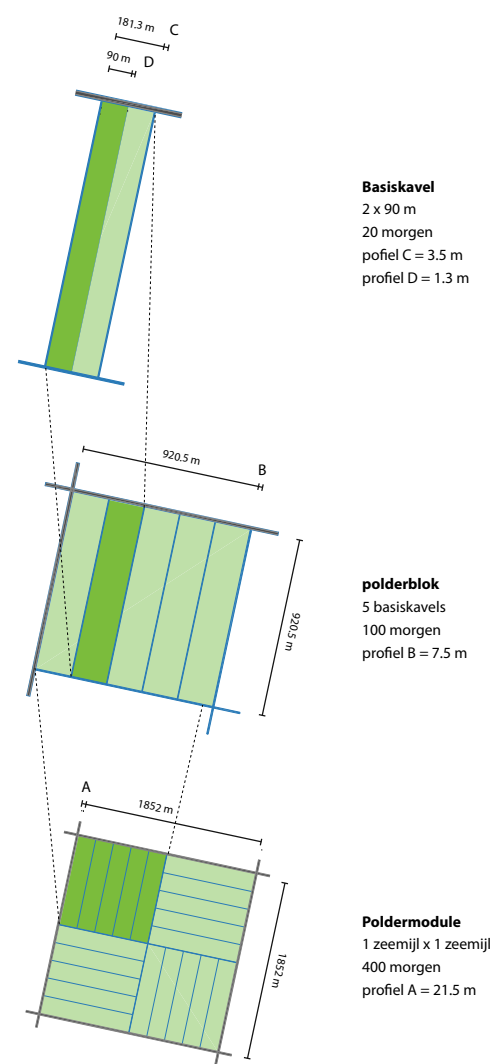 181.3 m C
90 m D
Basiskavel
2 x 90 m
20 morgen
pofiel C = 3.5 m
profiel D = 1.3 m
920.5 m B
920.5 m
polderblok
5 basiskavels
100 morgen
profiel B = 7.5 m
A
1852 m
1852 m
Poldermodule
1 zeemijl x 1 zeemijl
400 morgen
profiel A = 21.5 m